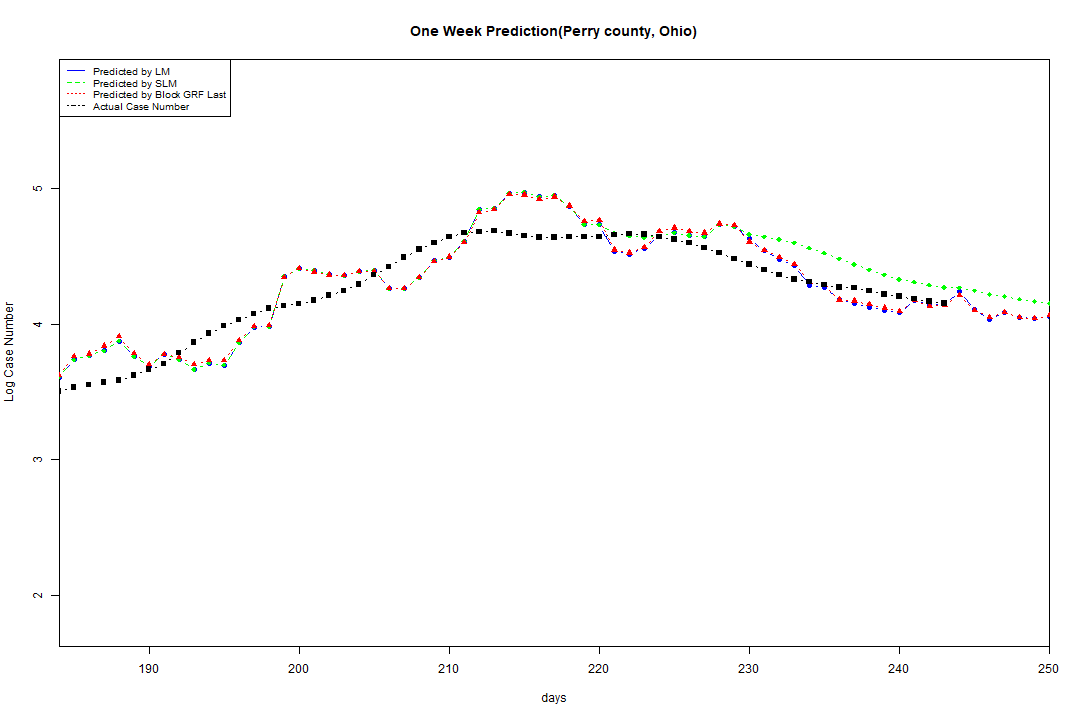 One Week Prediction(Perry county, Ohio)
Predicted by LM
Predicted by SLM
Predicted by Block GRF Last
Actual Case Number
5
4
3
2
Log Case Number
190 200 210 220 230 240 250
days